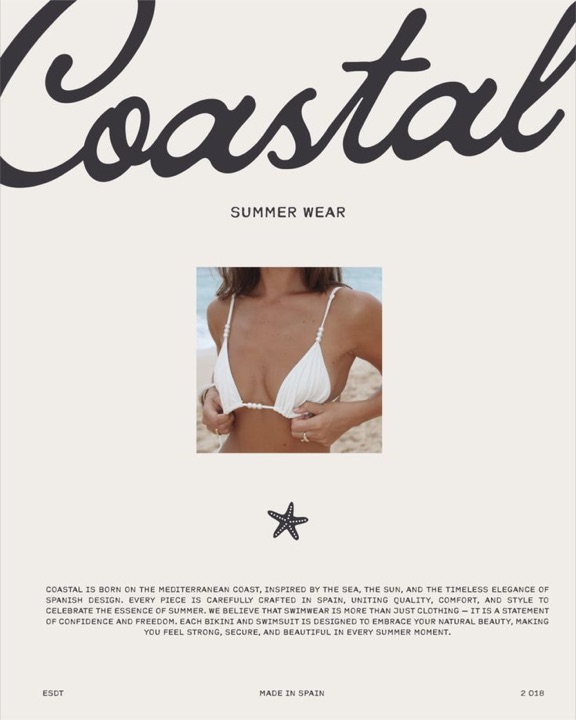 Coastal
SUMMER WEAR
COASTAL IS BORN ON THE MEDITERRANEAN COAST, INSPIRED BY THE SEA, THE SUN, AND THE TIMELESS ELEGANCE OF
SPANISH DESIGN. EVERY PIECE IS CAREFULLY CRAFTED IN SPAIN, UNITING QUALITY, COMFORT, AND STYLE TO
CELEBRATE THE ESSENCE OF SUMMER. WE BELIEVE THAT SWIMWEAR IS MORE THAN JUST CLOTHING — IT IS A STATEMENT
OF CONFIDENCE AND FREEDOM. EACH BIKINI AND SWIMSUIT IS DESIGNED TO EMBRACE YOUR NATURAL BEAUTY, MAKING
YOU FEEL STRONG, SECURE, AND BEAUTIFUL IN EVERY SUMMER MOMENT.
ESDT MADE IN SPAIN 2 018